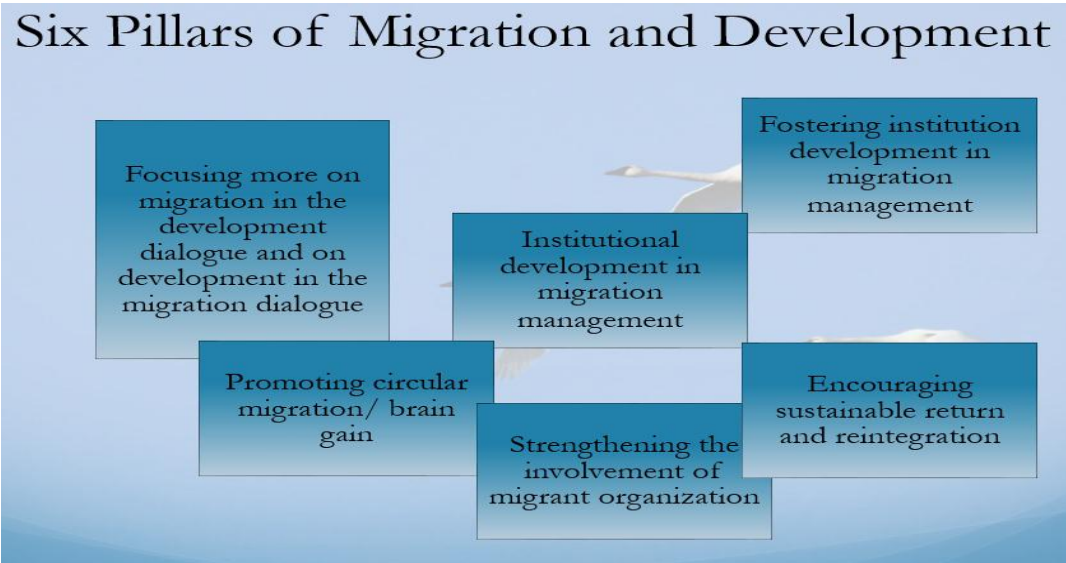 Six Pillars of Migration and Development
Focusing more on
migration in the
development
dialogue and on
development in the
migration dialogue
Promoting circular
migration/ brain
gain
Institutional
development in
migration
management
Strengthening the
involvement of
migrant organization
Fostering institution
development in
migration
management
Encouraging
sustainable return
and reintegration